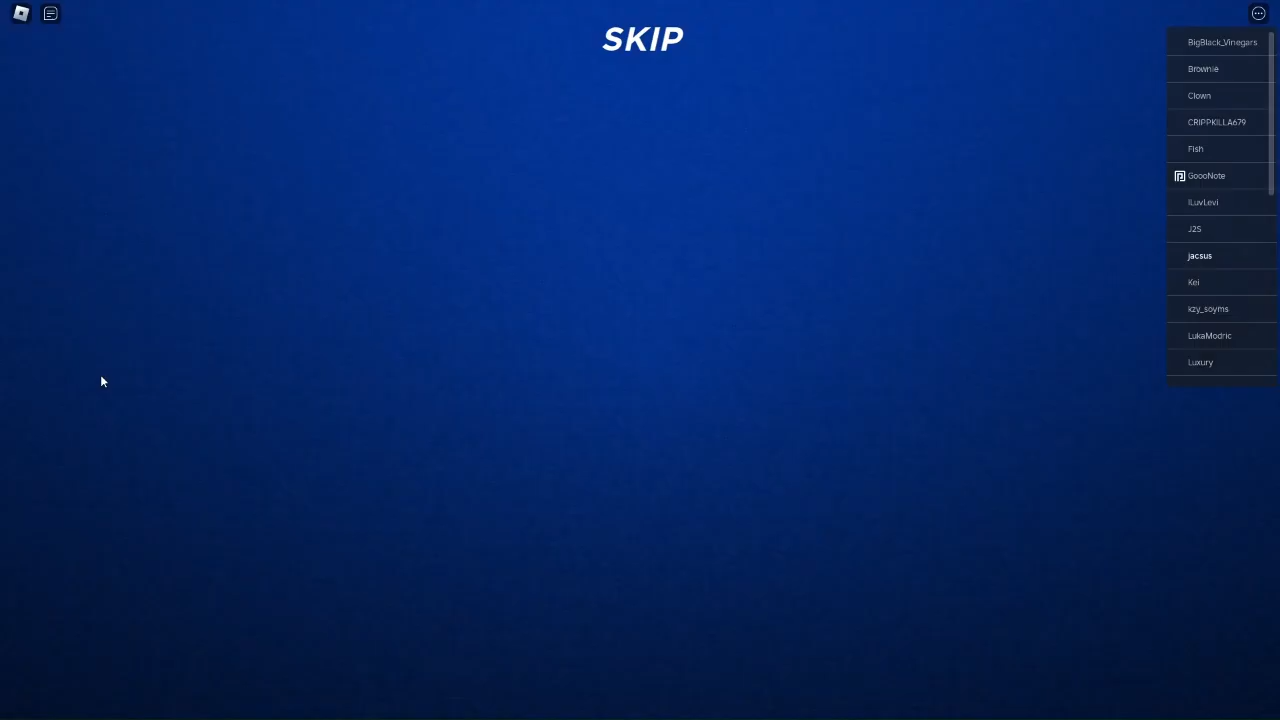 SKIP
BigBlack_Vinegars
Brownie
Clown
CRIPPKILLA679
Fish
GoooNote
ILuvLevi
J2S
jacsus
Kei
kzy_soyms
LukaModric
Luxury